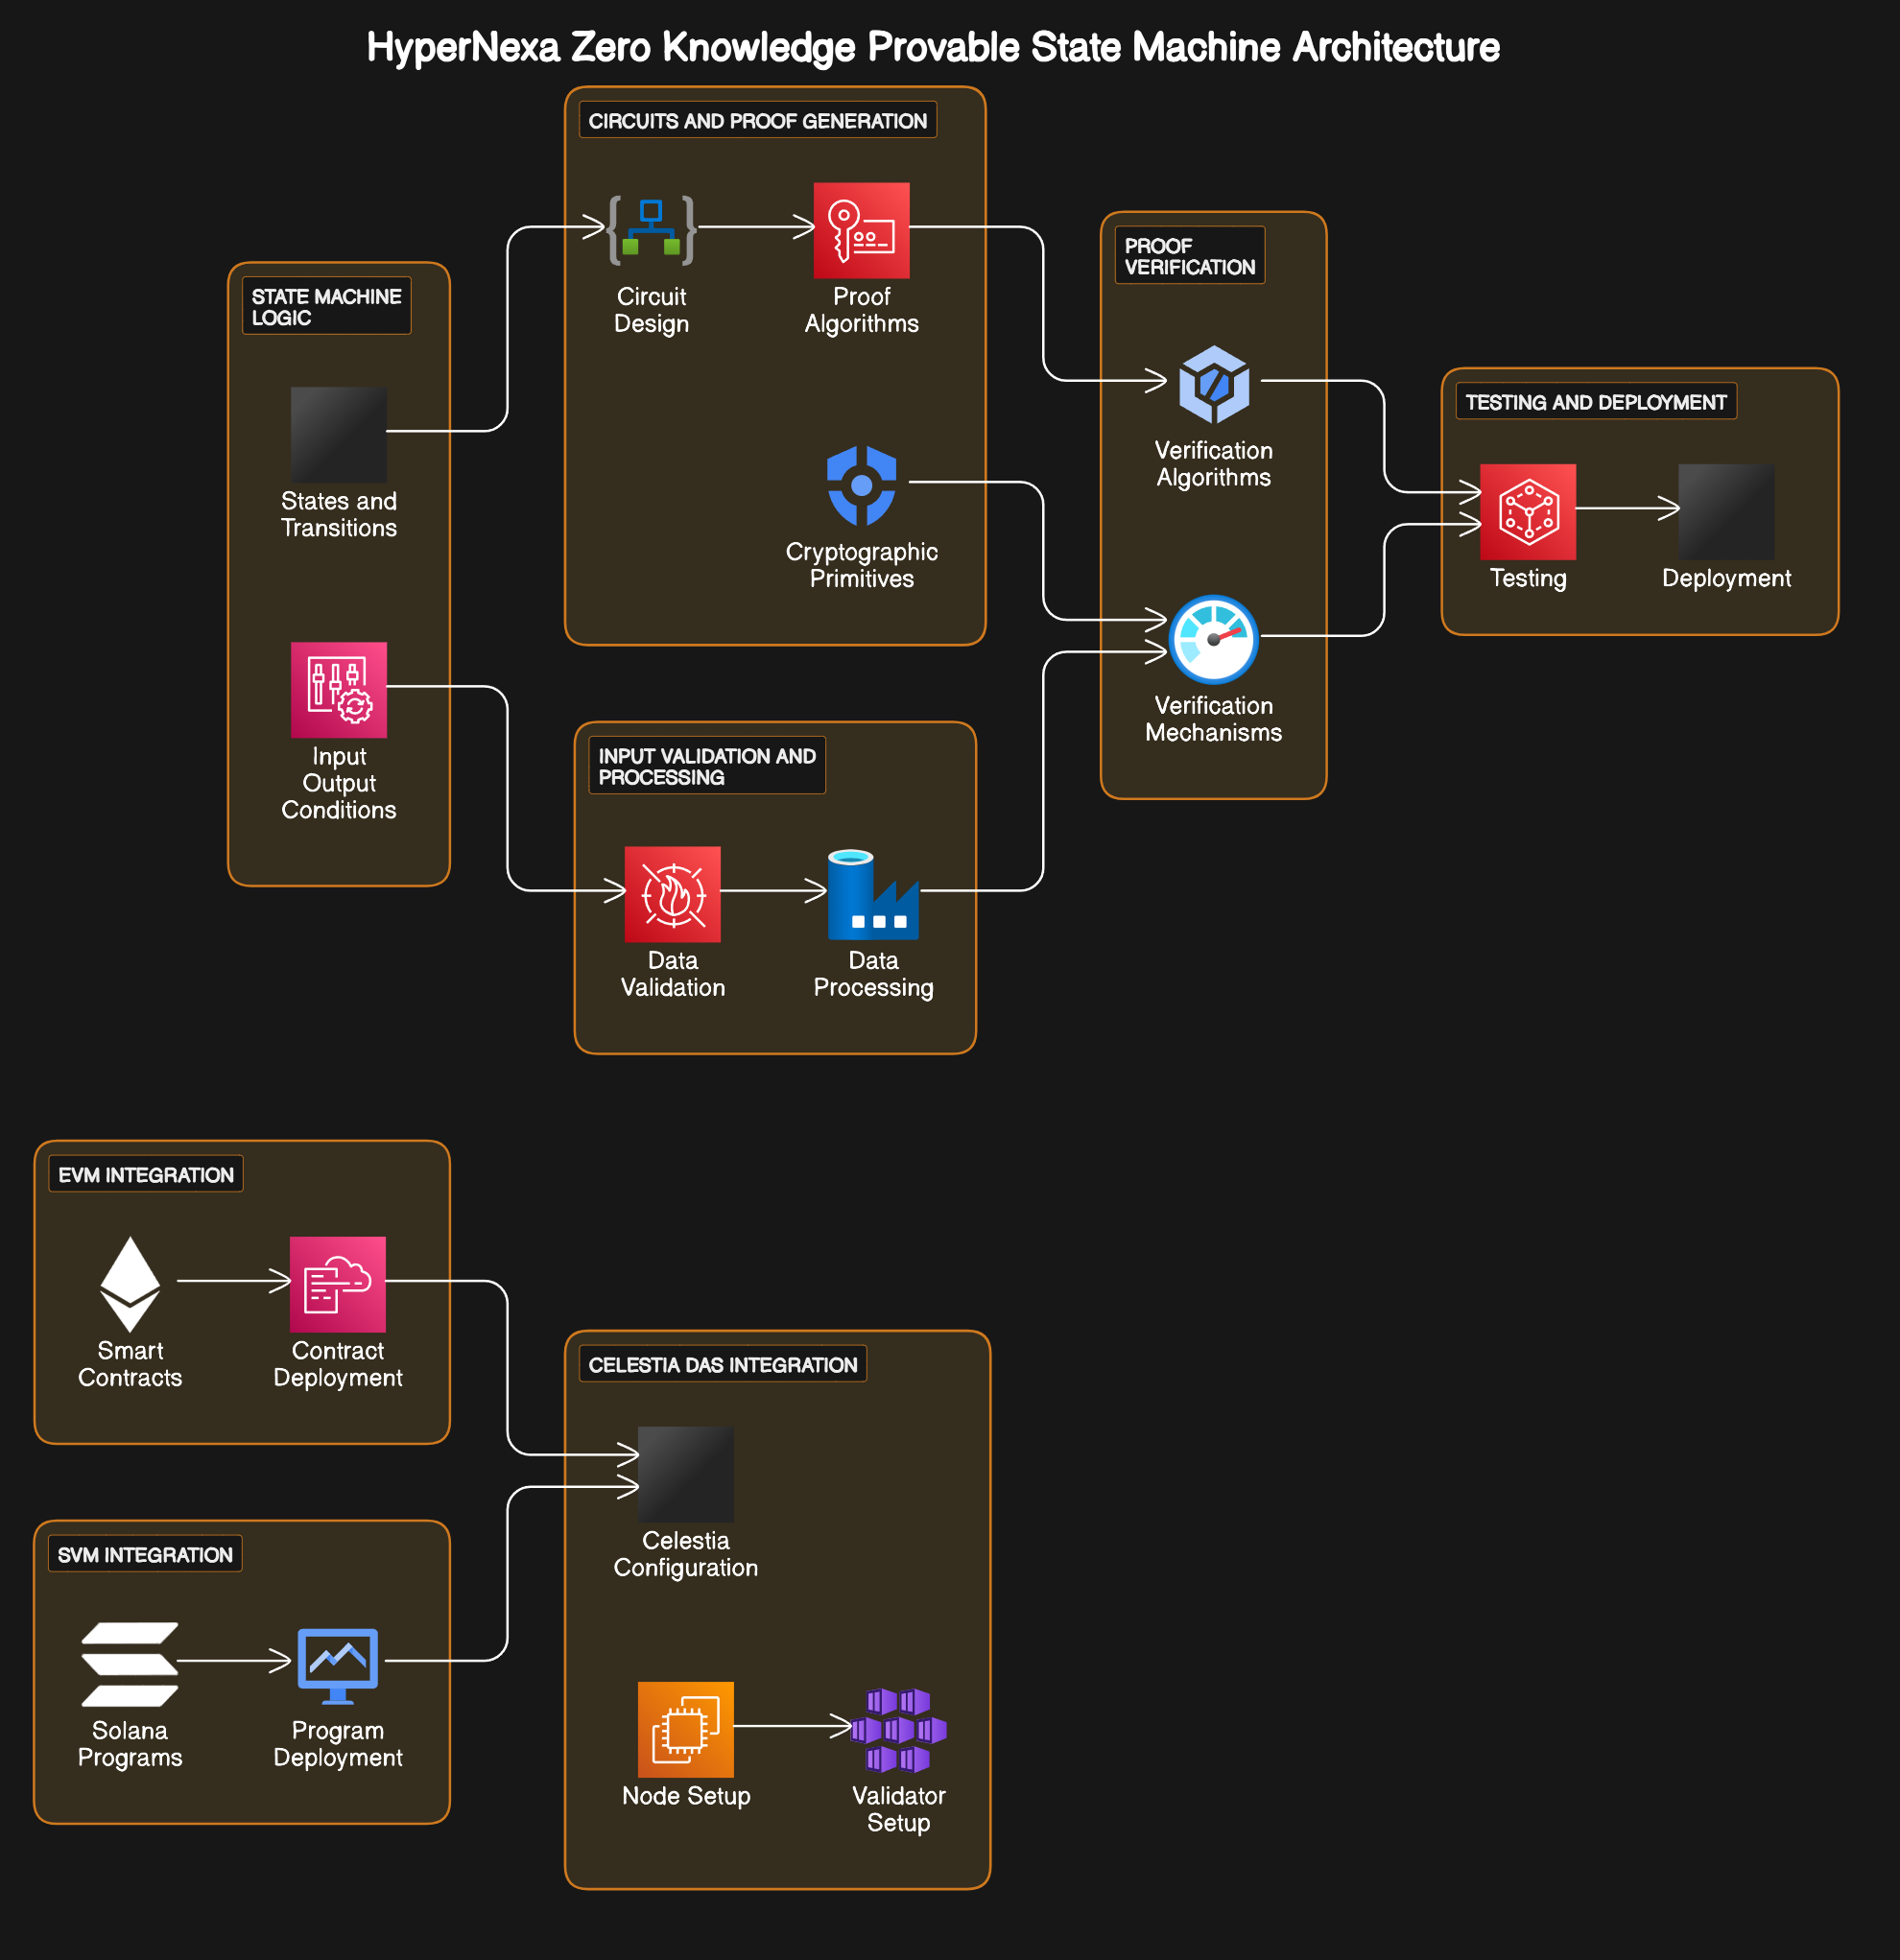 HyperNexa Zero Knowledge Provable State Machine Architecture
CIRCUITS AND PROOF GENERATION
Circuit
Design
Proof
Algorithms
Cryptographic
Primitives
STATE MACHINE
LOGIC
States and
Transitions
Input
Output
Conditions
INPUT VALIDATION AND
PROCESSING
Data
Validation
Data
Processing
PROOF
VERIFICATION
Verification
Algorithms
Verification
Mechanisms
TESTING AND DEPLOYMENT
Testing
Deployment
EVM INTEGRATION
Smart
Contracts
Contract
Deployment
SVM INTEGRATION
Solana
Programs
Program
Deployment
CELESTIA DAS INTEGRATION
Celestia
Configuration
Node Setup
Validator
Setup